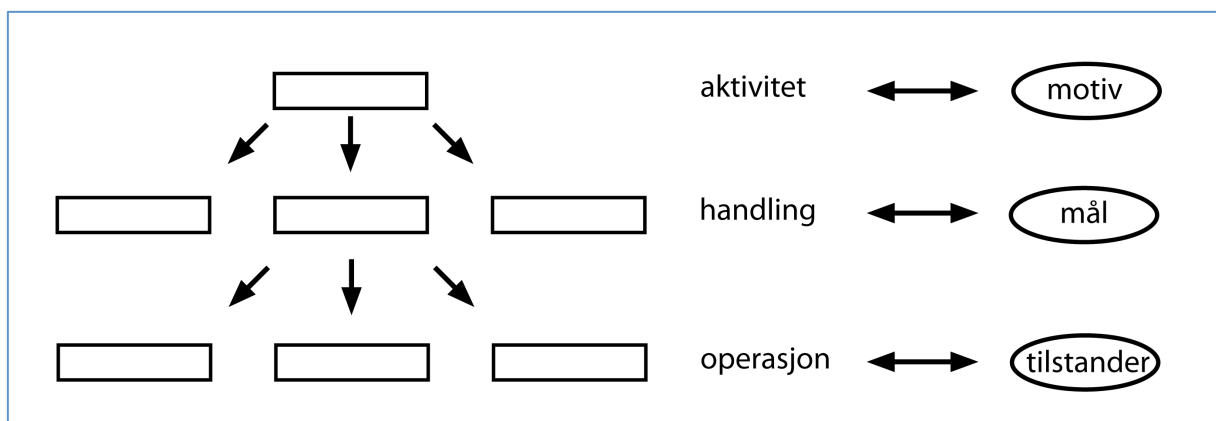 aktivitet motiv
handling mål
operasjon tilstander